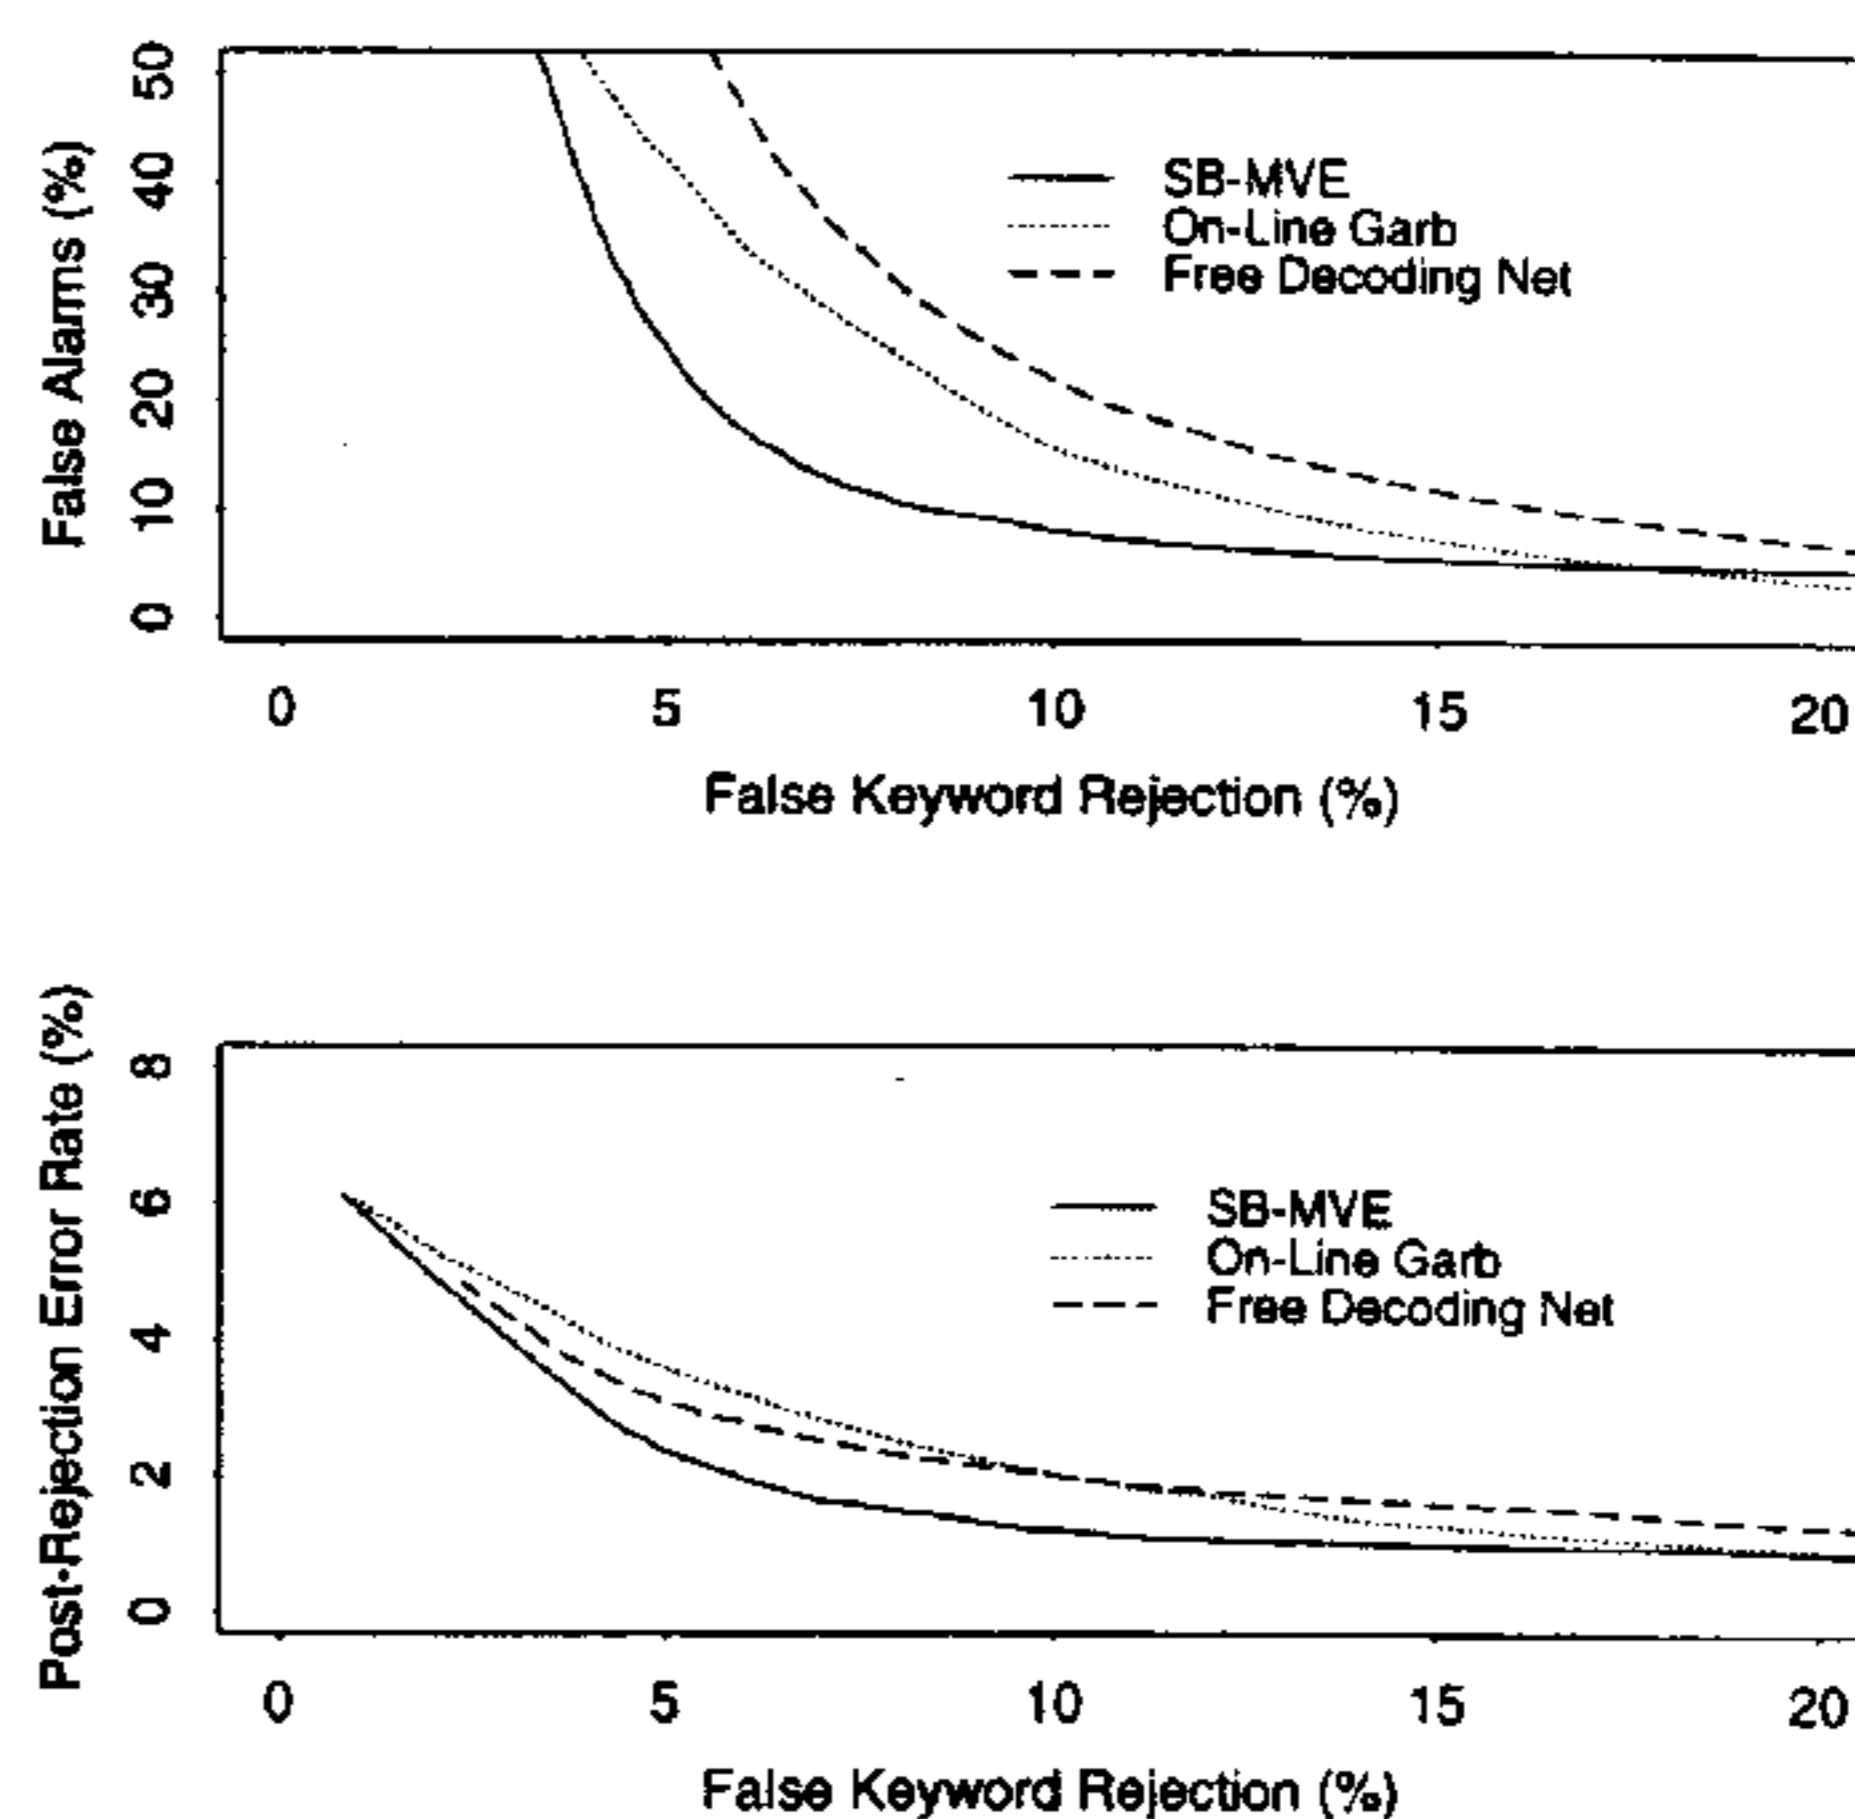 50
40
30
20
10
0
False Alarms (%)
SB-MVE
On-Line Garb
Free Decoding Net
0 5 10 15 20
False Keyword Rejection (%)
8
6
4
2
0
Post-Rejection Error Rate (%)
SB-MVE
On-Line Garb
Free Decoding Net
0 5 10 15 20
False Keyword Rejection (%)